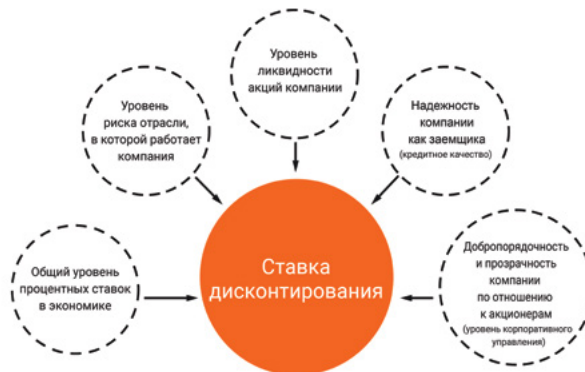 Уровень
ликвидности
акций компании
Уровень
риска отрасли,
в которой работает
компания
Надежность
компании
как заемщика
(кредитное качество)
Общий уровень
процентных ставок
в экономике
Ставка
дисконтирования
Добропорядочность
и прозрачность
компании
по отношению
к акционерам
(уровень корпоративного
управления)